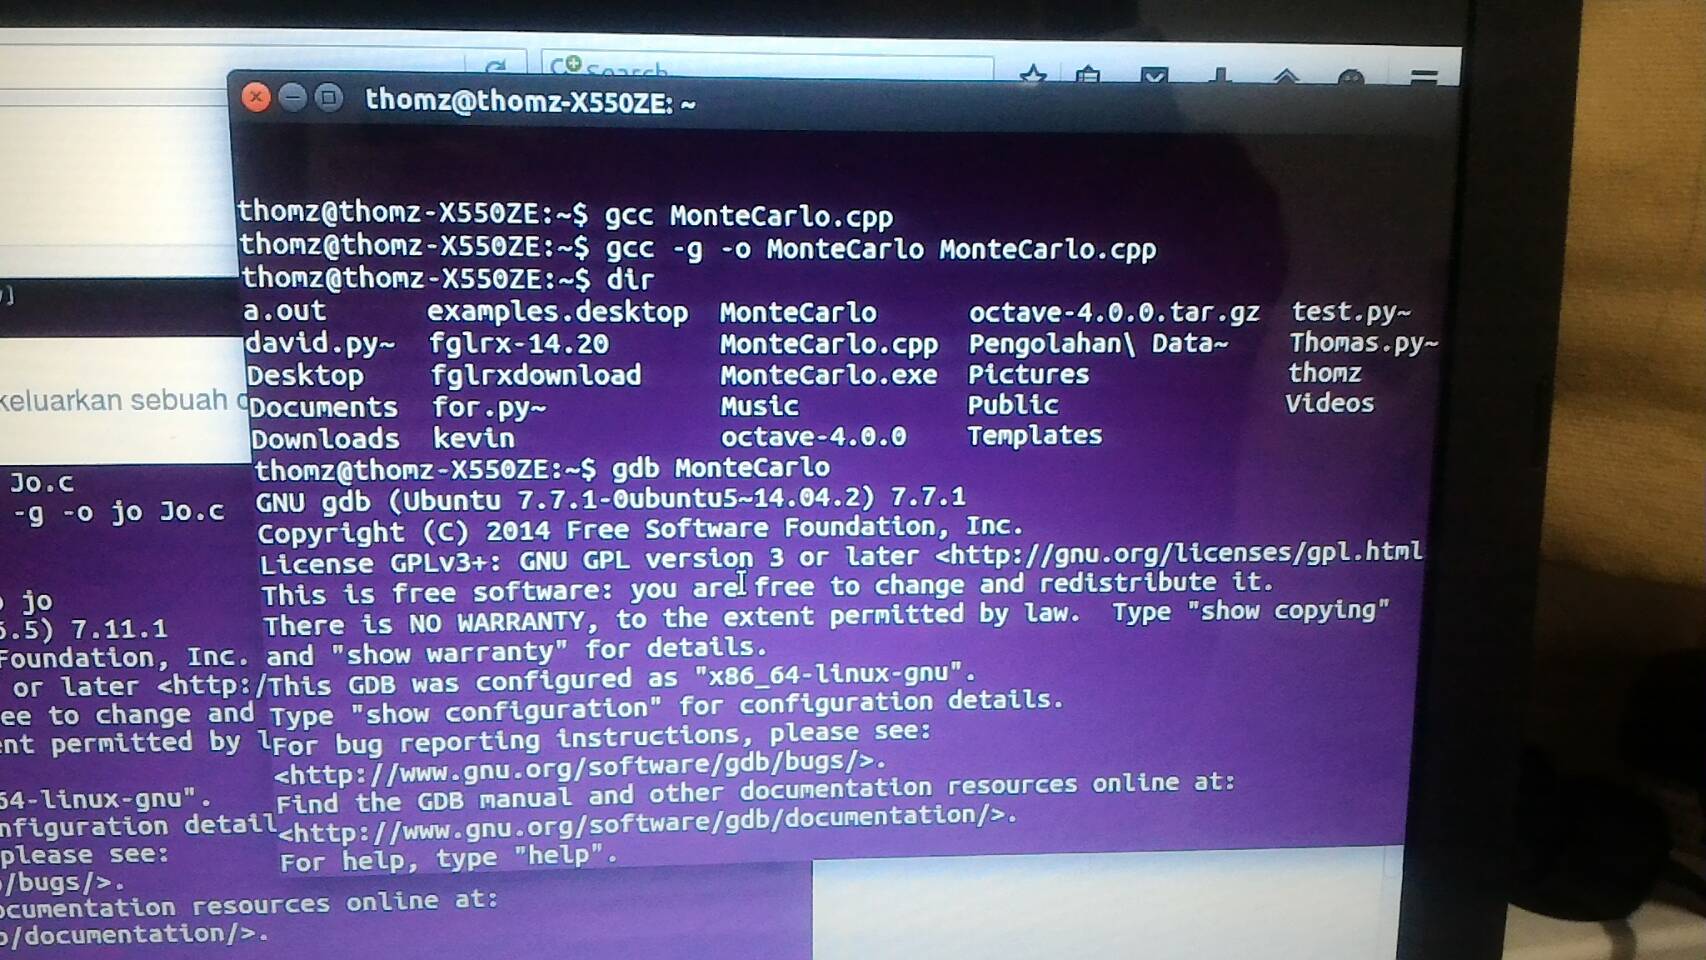 Search
thomz@thomz-X550ZE: ~
thomz@thomz-X550ZE:~$ gcc MonteCarlo.cpp
thomz@thomz-X550ZE:~$ gcc -g -o MonteCarlo MonteCarlo.cpp
thomz@thomz-X550ZE:~$ dir
a.out examples.desktop MonteCarlo octave-4.0.0.tar.gz test.py~
david.py~ fglrx-14.20 MonteCarlo.cpp Pengolahan\ Data~ Thomas.py~
Desktop fglrxdownload MonteCarlo.exe Pictures thomz
Documents for.py~ Music Public Videos
Downloads kevin octave-4.0.0 Templates
thomz@thomz-X550ZE:~$ gdb MonteCarlo
GNU gdb (Ubuntu 7.7.1-0ubuntu5~14.04.2) 7.7.1
Copyright (C) 2014 Free Software Foundation, Inc.
License GPLv3+: GNU GPL version 3 or later <http://gnu.org/licenses/gpl.html
This is free software: you are free to change and redistribute it.
There is NO WARRANTY, to the extent permitted by law.  Type "show copying"
and "show warranty" for details.
This GDB was configured as "x86_64-linux-gnu".
Type "show configuration" for configuration details.
For bug reporting instructions, please see:
<http://www.gnu.org/software/gdb/bugs/>.
Find the GDB manual and other documentation resources online at:
<http://www.gnu.org/software/gdb/documentation/>.
For help, type "help".
keluarkan sebuah
Jo.c
-g -o jo Jo.c
jo
6.5) 7.11.1
Foundation, Inc.
or later <http:/
ee to change and
ent permitted by l
64-linux-gnu".
nfiguration detail
please see:
/bugs/>.
ocumentation resources online at:
b/documentation/>.